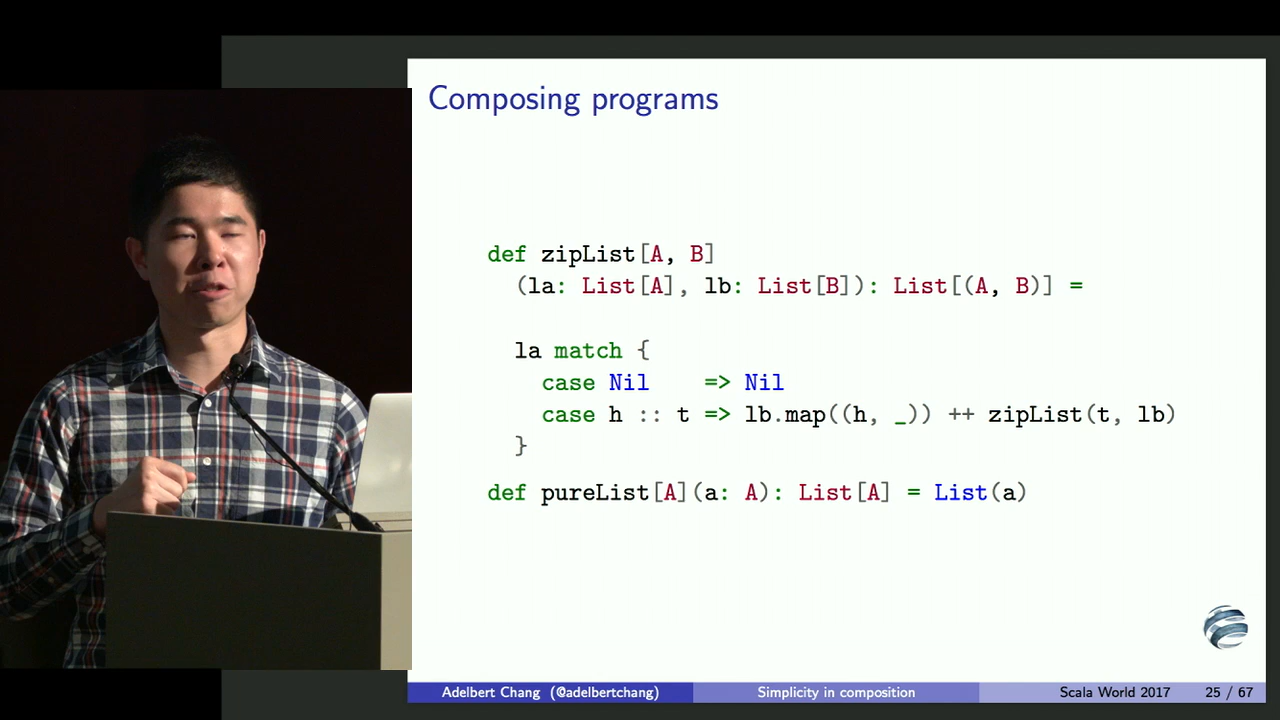 Composing programs
def zipList[A, B]
(la: List[A], lb: List[B]): List[(A, B)] =
la match {
case Nil => Nil
case h :: t => lb.map((h, _)) ++ zipList(t, lb)
}
def pureList[A](a: A): List[A] = List(a)
Adelbert Chang (@adelbertchang) Simplicity in composition Scala World 2017 25 / 67